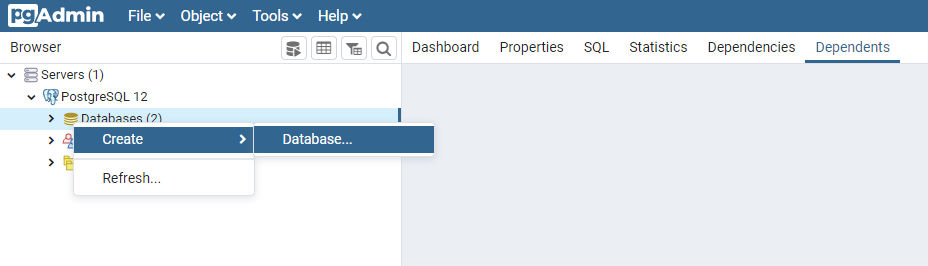 pgAdmin File Object Tools Help
Browser Dashboard Properties SQL Statistics Dependencies Dependents
Servers (1)
PostgreSQL 12
Databases (2)
Create Database...
Refresh...